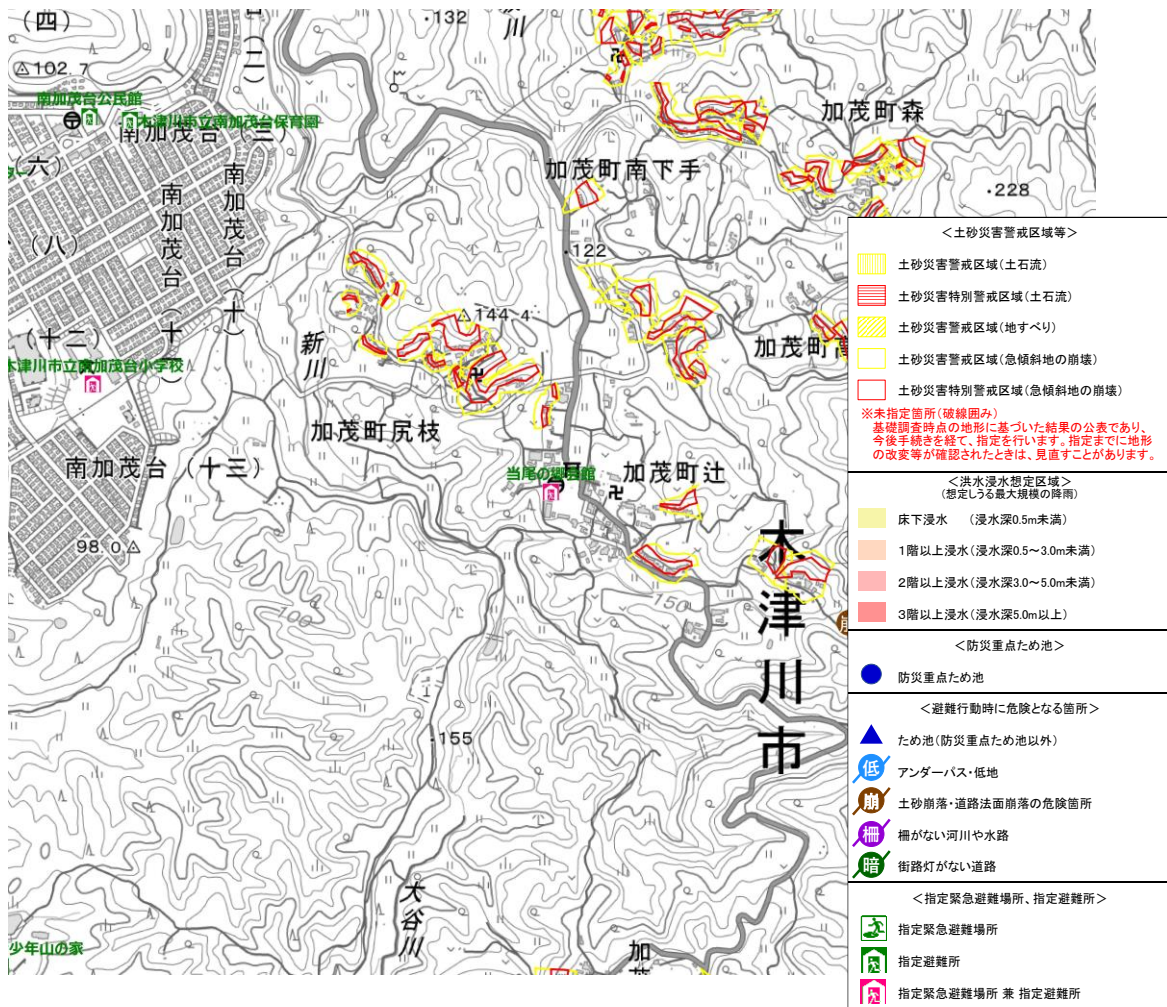 (四)
(二)
・132
川
△102.7
南加茂台公民館
木津川市立南加茂台保育園
南加茂台(三)
加茂町森
(六)
南加茂台
南加茂台
加茂町南下手
・228
(八)
(十)
(十一)
・122
△144.4
(十二)
新川
木津川市立南加茂台小学校
加茂町尻枝
南加茂台(十三)
当尾の郷会館
加茂町辻
98.0△
150
木津川市
・155
大谷川
少年山の家
<土砂災害警戒区域等>
土砂災害警戒区域(土石流)
土砂災害特別警戒区域(土石流)
土砂災害警戒区域(地すべり)
土砂災害警戒区域(急傾斜地の崩壊)
土砂災害特別警戒区域(急傾斜地の崩壊)
※未指定箇所(破線囲み)
基礎調査時点の地形に基づいた結果の公表であり、
今後手続きを経て、指定を行います。指定までに地形
の改変等が確認されたときは、見直すことがあります。
<洪水浸水想定区域>
(想定しうる最大規模の降雨)
床下浸水 (浸水深0.5m未満)
1階以上浸水(浸水深0.5~3.0m未満)
2階以上浸水(浸水深3.0~5.0m未満)
3階以上浸水(浸水深5.0m以上)
<防災重点ため池>
防災重点ため池
<避難行動時に危険となる箇所>
ため池(防災重点ため池以外)
低 アンダーパス・低地
崩 土砂崩落・道路法面崩落の危険箇所
柵 柵がない河川や水路
暗 街路灯がない道路
<指定緊急避難場所、指定避難所>
指定緊急避難場所
指定避難所
指定緊急避難場所 兼 指定避難所